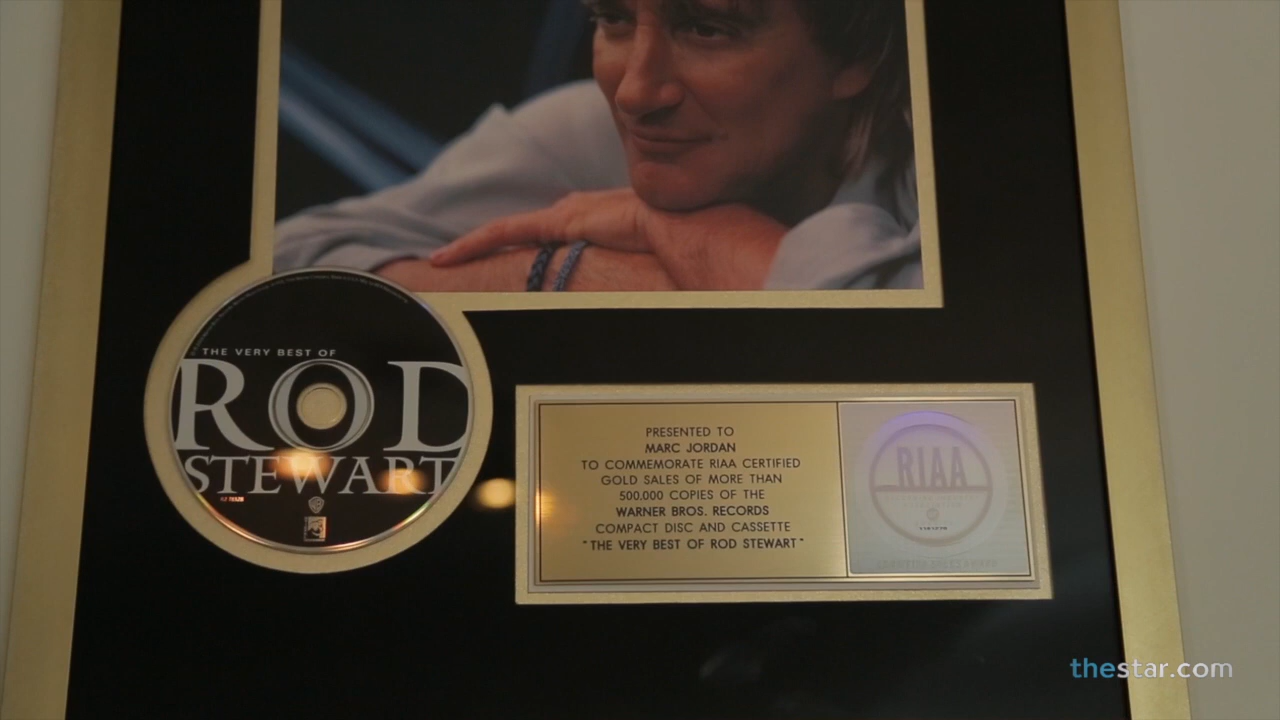 THE VERY BEST OF
ROD
STEWART
PRESENTED TO
MARC JORDAN
TO COMMEMORATE RIAA CERTIFIED
GOLD SALES OF MORE THAN
500,000 COPIES OF THE
WARNER BROS. RECORDS
COMPACT DISC AND CASSETTE
"THE VERY BEST OF ROD STEWART"
RIAA
thestar.com